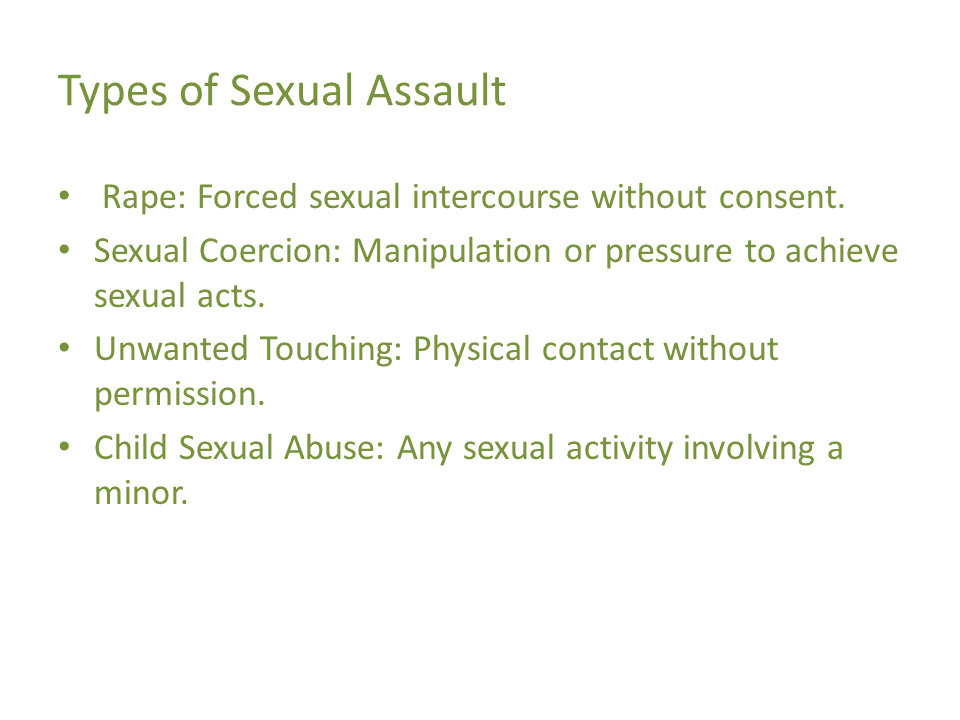 Types of Sexual Assault
• Rape: Forced sexual intercourse without consent.
• Sexual Coercion: Manipulation or pressure to achieve
sexual acts.
• Unwanted Touching: Physical contact without
permission.
• Child Sexual Abuse: Any sexual activity involving a
minor.